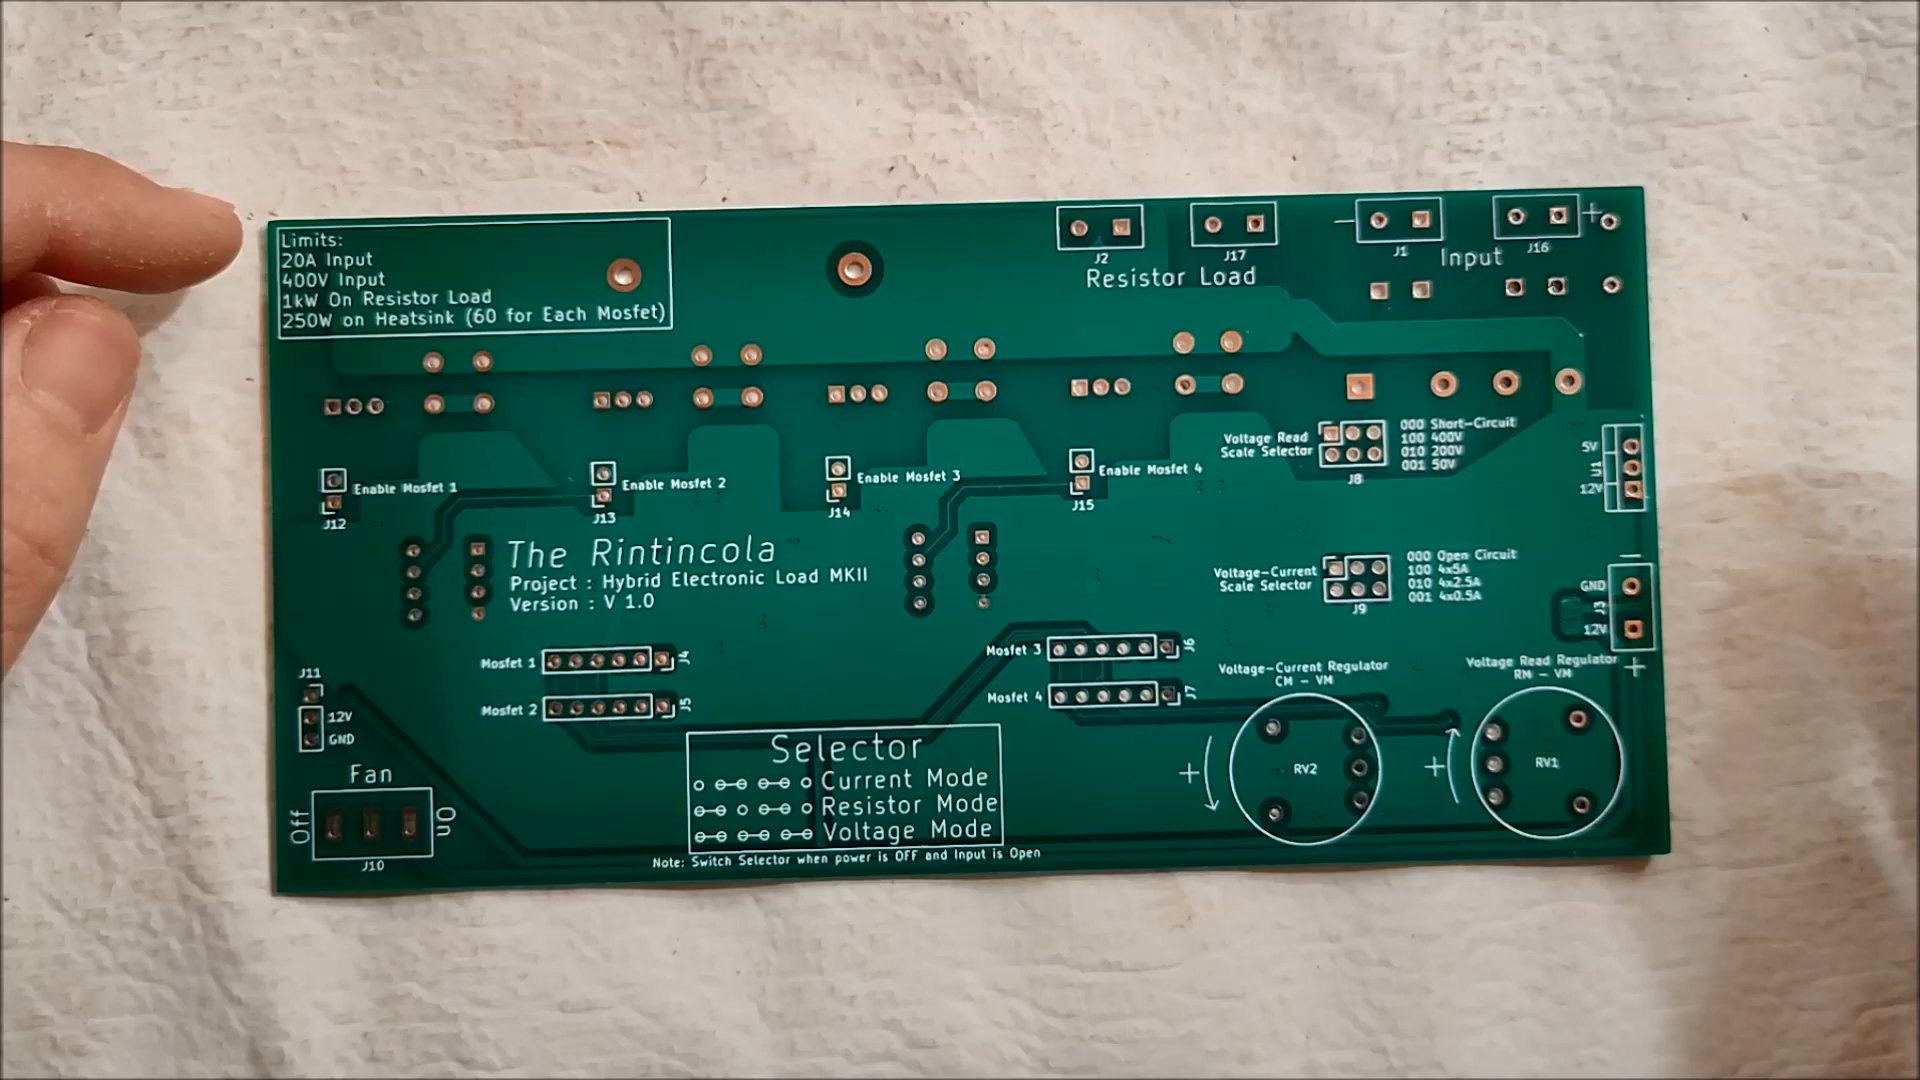 Limits:
20A Input
400V Input
1kW On Resistor Load
250W on Heatsink (60 for Each Mosfet)
J2
J17
Resistor Load
−
J1
Input
J16
+
Voltage Read
Scale Selector
J8
000 Short-Circuit
100 400V
010 200V
001 50V
5V
U1
12V
Enable Mosfet 1
J12
Enable Mosfet 2
J13
Enable Mosfet 3
J14
Enable Mosfet 4
J15
The Rintincola
Project : Hybrid Electronic Load MKII
Version : V 1.0
Voltage-Current
Scale Selector
J9
000 Open Circuit
100 4x5A
010 4x2.5A
001 4x0.5A
−
GND
J3
12V
+
Mosfet 1
J4
Mosfet 2
J5
Mosfet 3
J6
Mosfet 4
J7
Voltage-Current Regulator
CM - VM
+
RV2
Voltage Read Regulator
RM - VM
+
RV1
J11
12V
GND
Fan
Off
On
J10
Selector
Current Mode
Resistor Mode
Voltage Mode
Note: Switch Selector when power is OFF and Input is Open